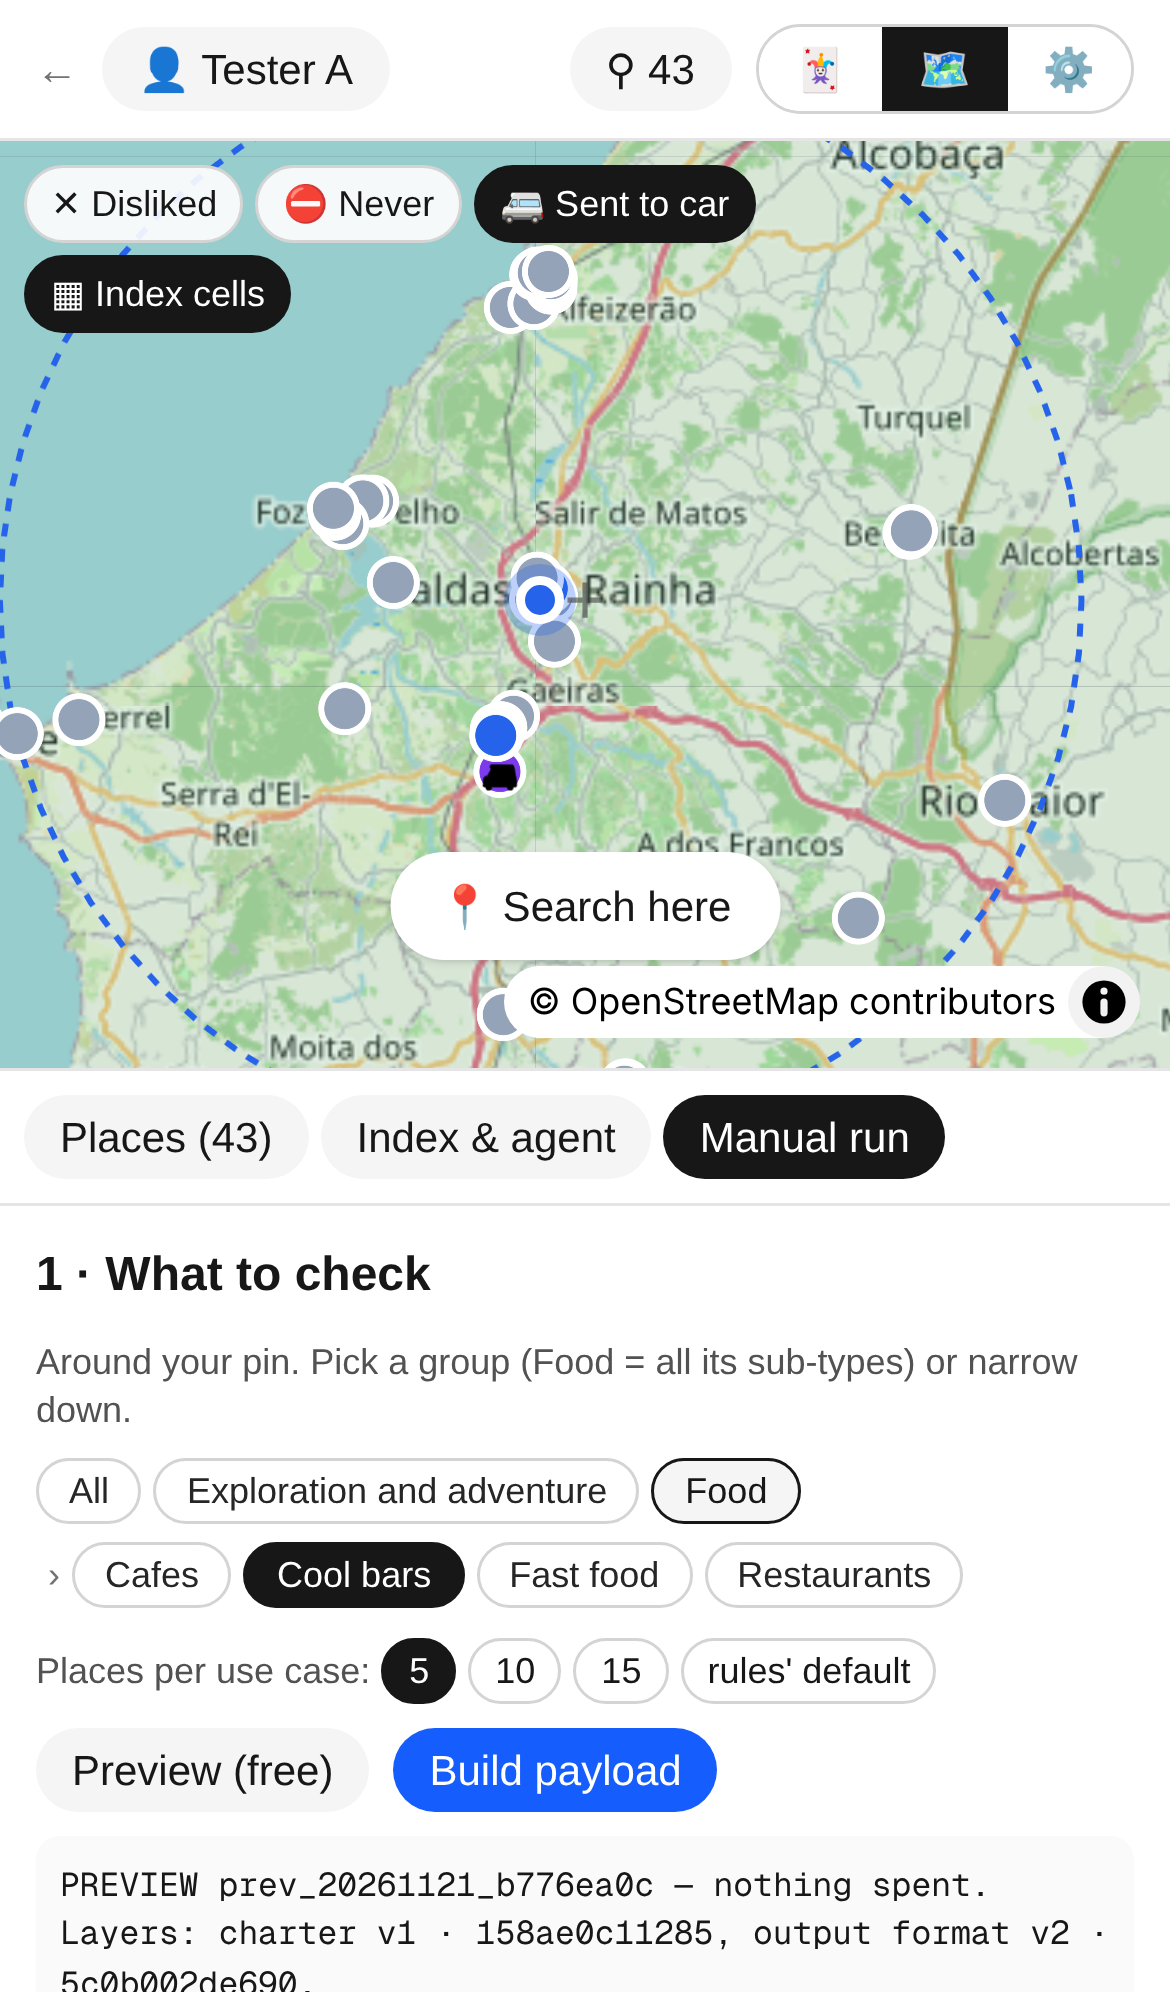 ← 👤 Tester A ⚲ 43 🃏 🗺️ ⚙️
Alcobaça
✕ Disliked ⛔ Never 🚐 Sent to car
▦ Index cells
Alfeizerão
Turquel
Foz elho Salir de Matos
Be ita
Alcobertas
aldas Rainha
Gaeiras
errel
e
Serra d'El-
Rei
Rio aior
A dos Francos
📍 Search here
© OpenStreetMap contributors
Moita dos
Places (43) Index & agent Manual run
1 · What to check
Around your pin. Pick a group (Food = all its sub-types) or narrow
down.
All Exploration and adventure Food
› Cafes Cool bars Fast food Restaurants
Places per use case: 5 10 15 rules' default
Preview (free) Build payload
PREVIEW prev_20261121_b776ea0c — nothing spent.
Layers: charter v1 · 158ae0c11285, output format v2 ·
5c0b002de690.